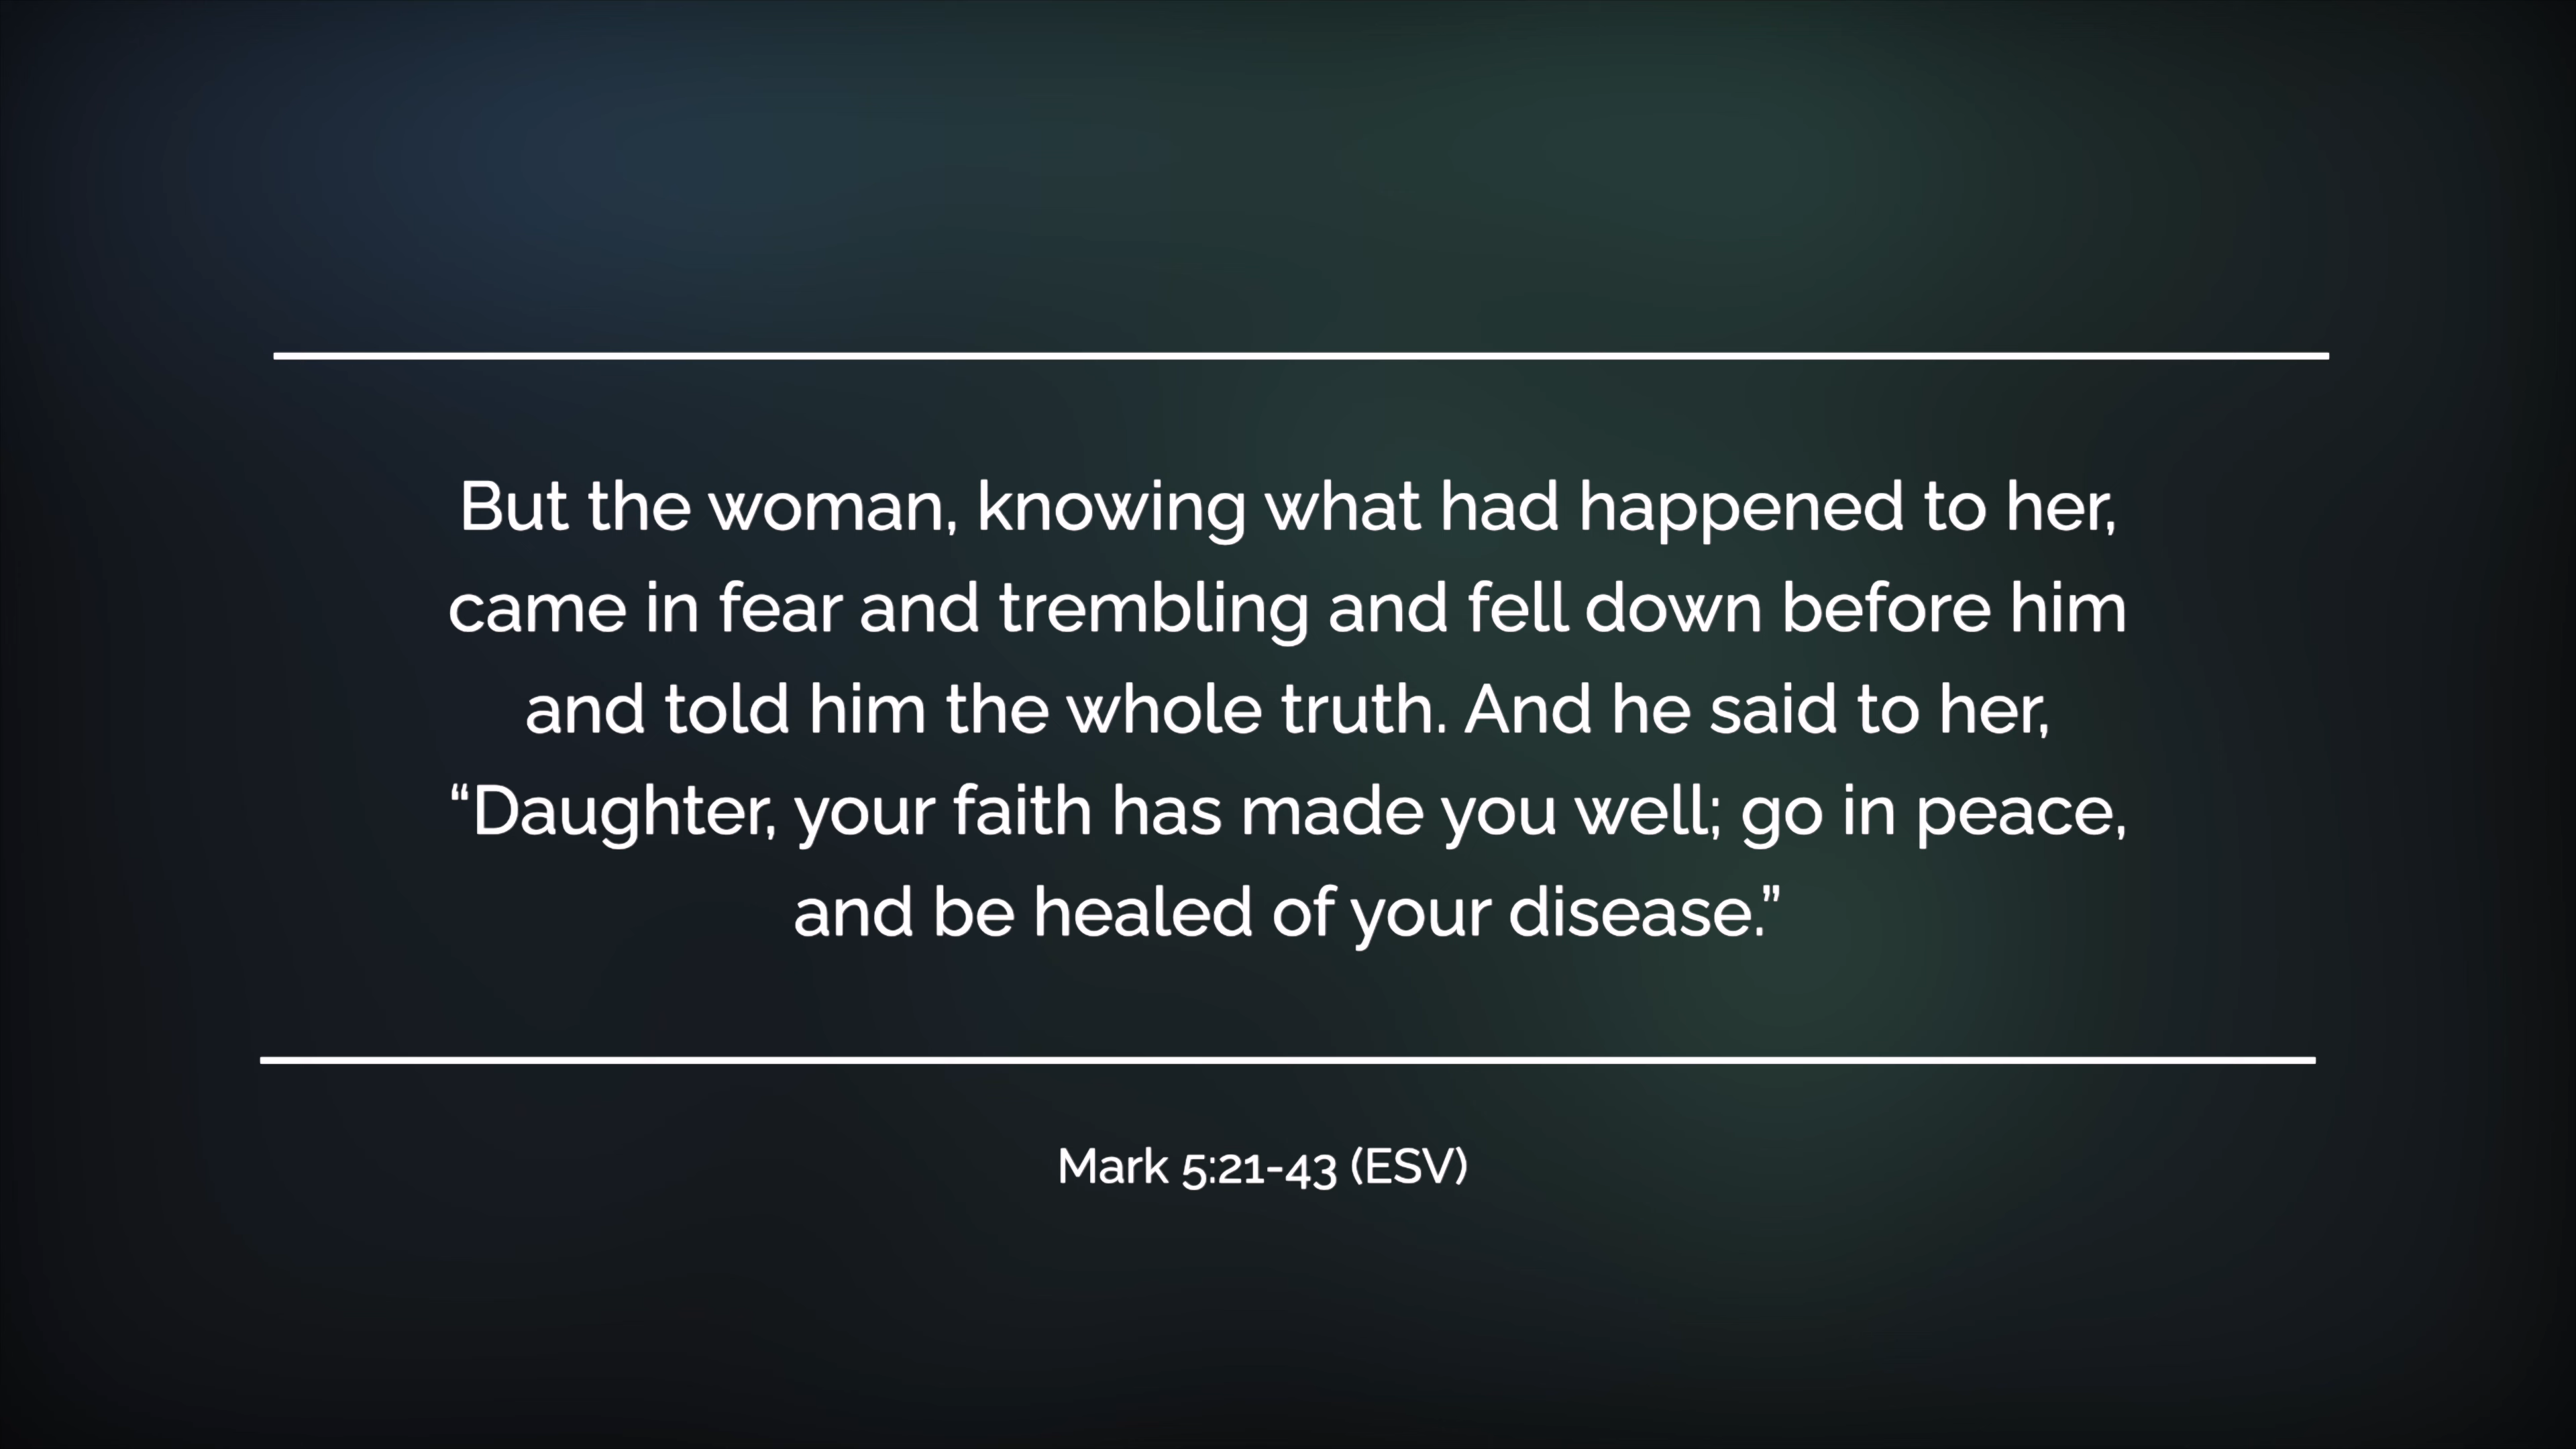 But the woman, knowing what had happened to her,
came in fear and trembling and fell down before him
and told him the whole truth. And he said to her,
“Daughter, your faith has made you well; go in peace,
and be healed of your disease.”
Mark 5:21-43 (ESV)